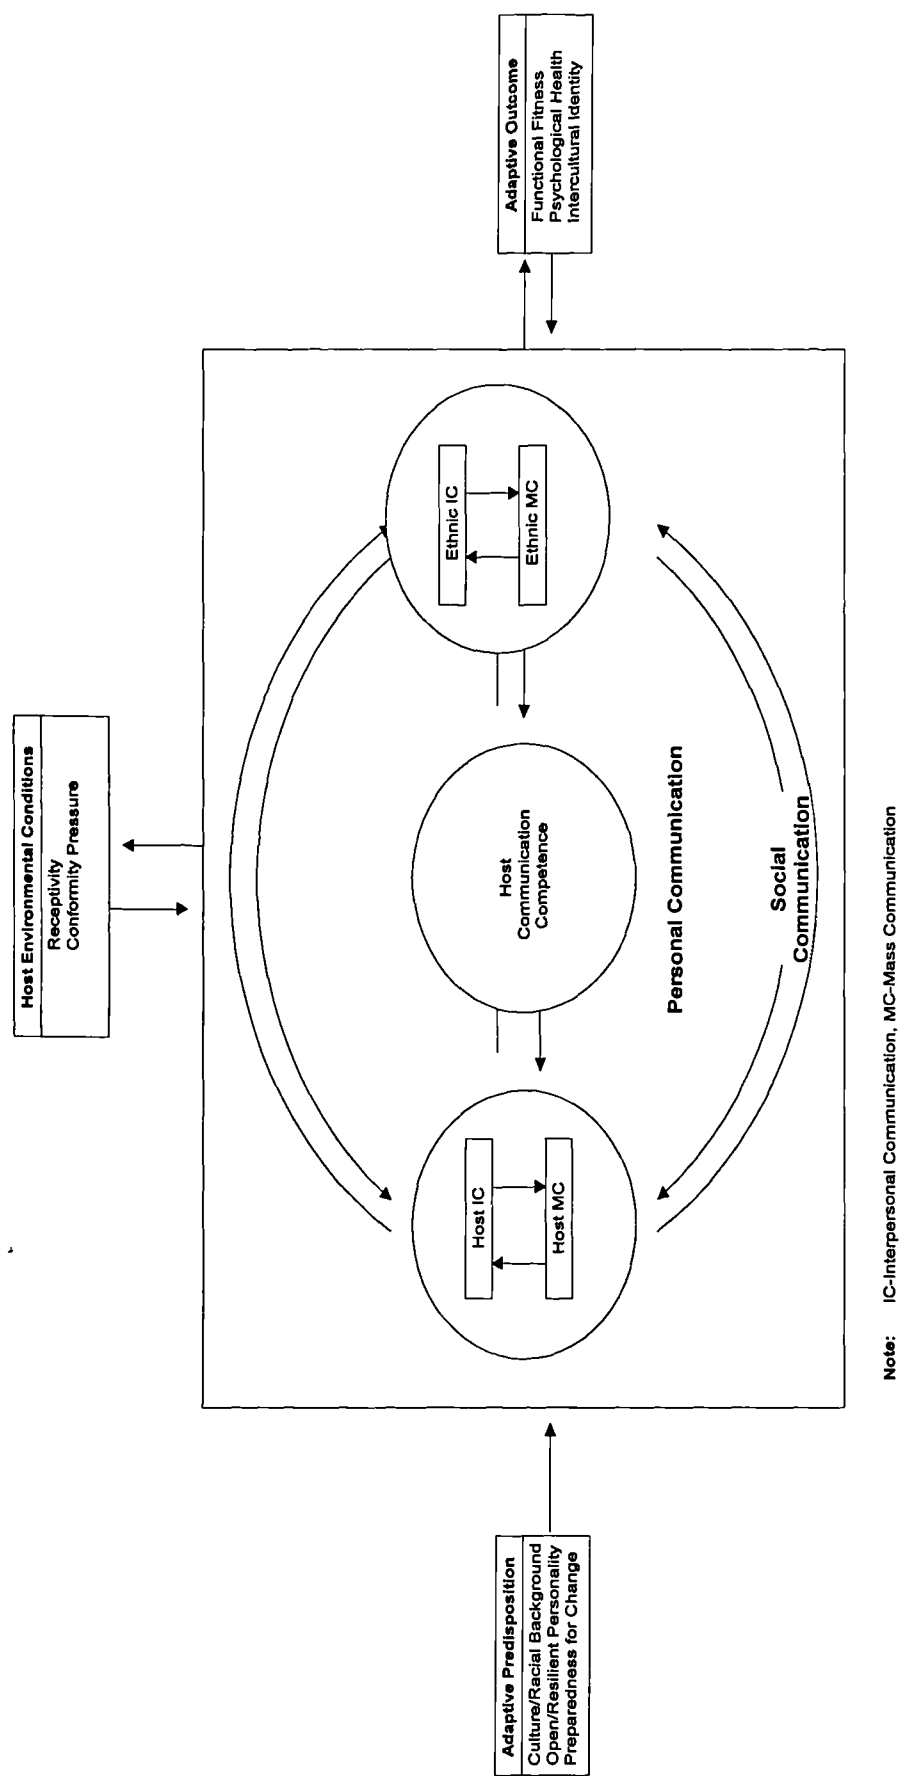 Host Environmental Conditions
Receptivity
Conformity Pressure
Adaptive Predisposition
Culture/Racial Background
Open/Resilient Personality
Preparedness for Change
Host IC
Host MC
Host
Communication
Competence
Ethnic IC
Ethnic MC
Personal Communication
Social
Communication
Adaptive Outcome
Functional Fitness
Psychological Health
Intercultural Identity
Note: IC-Interpersonal Communication, MC-Mass Communication